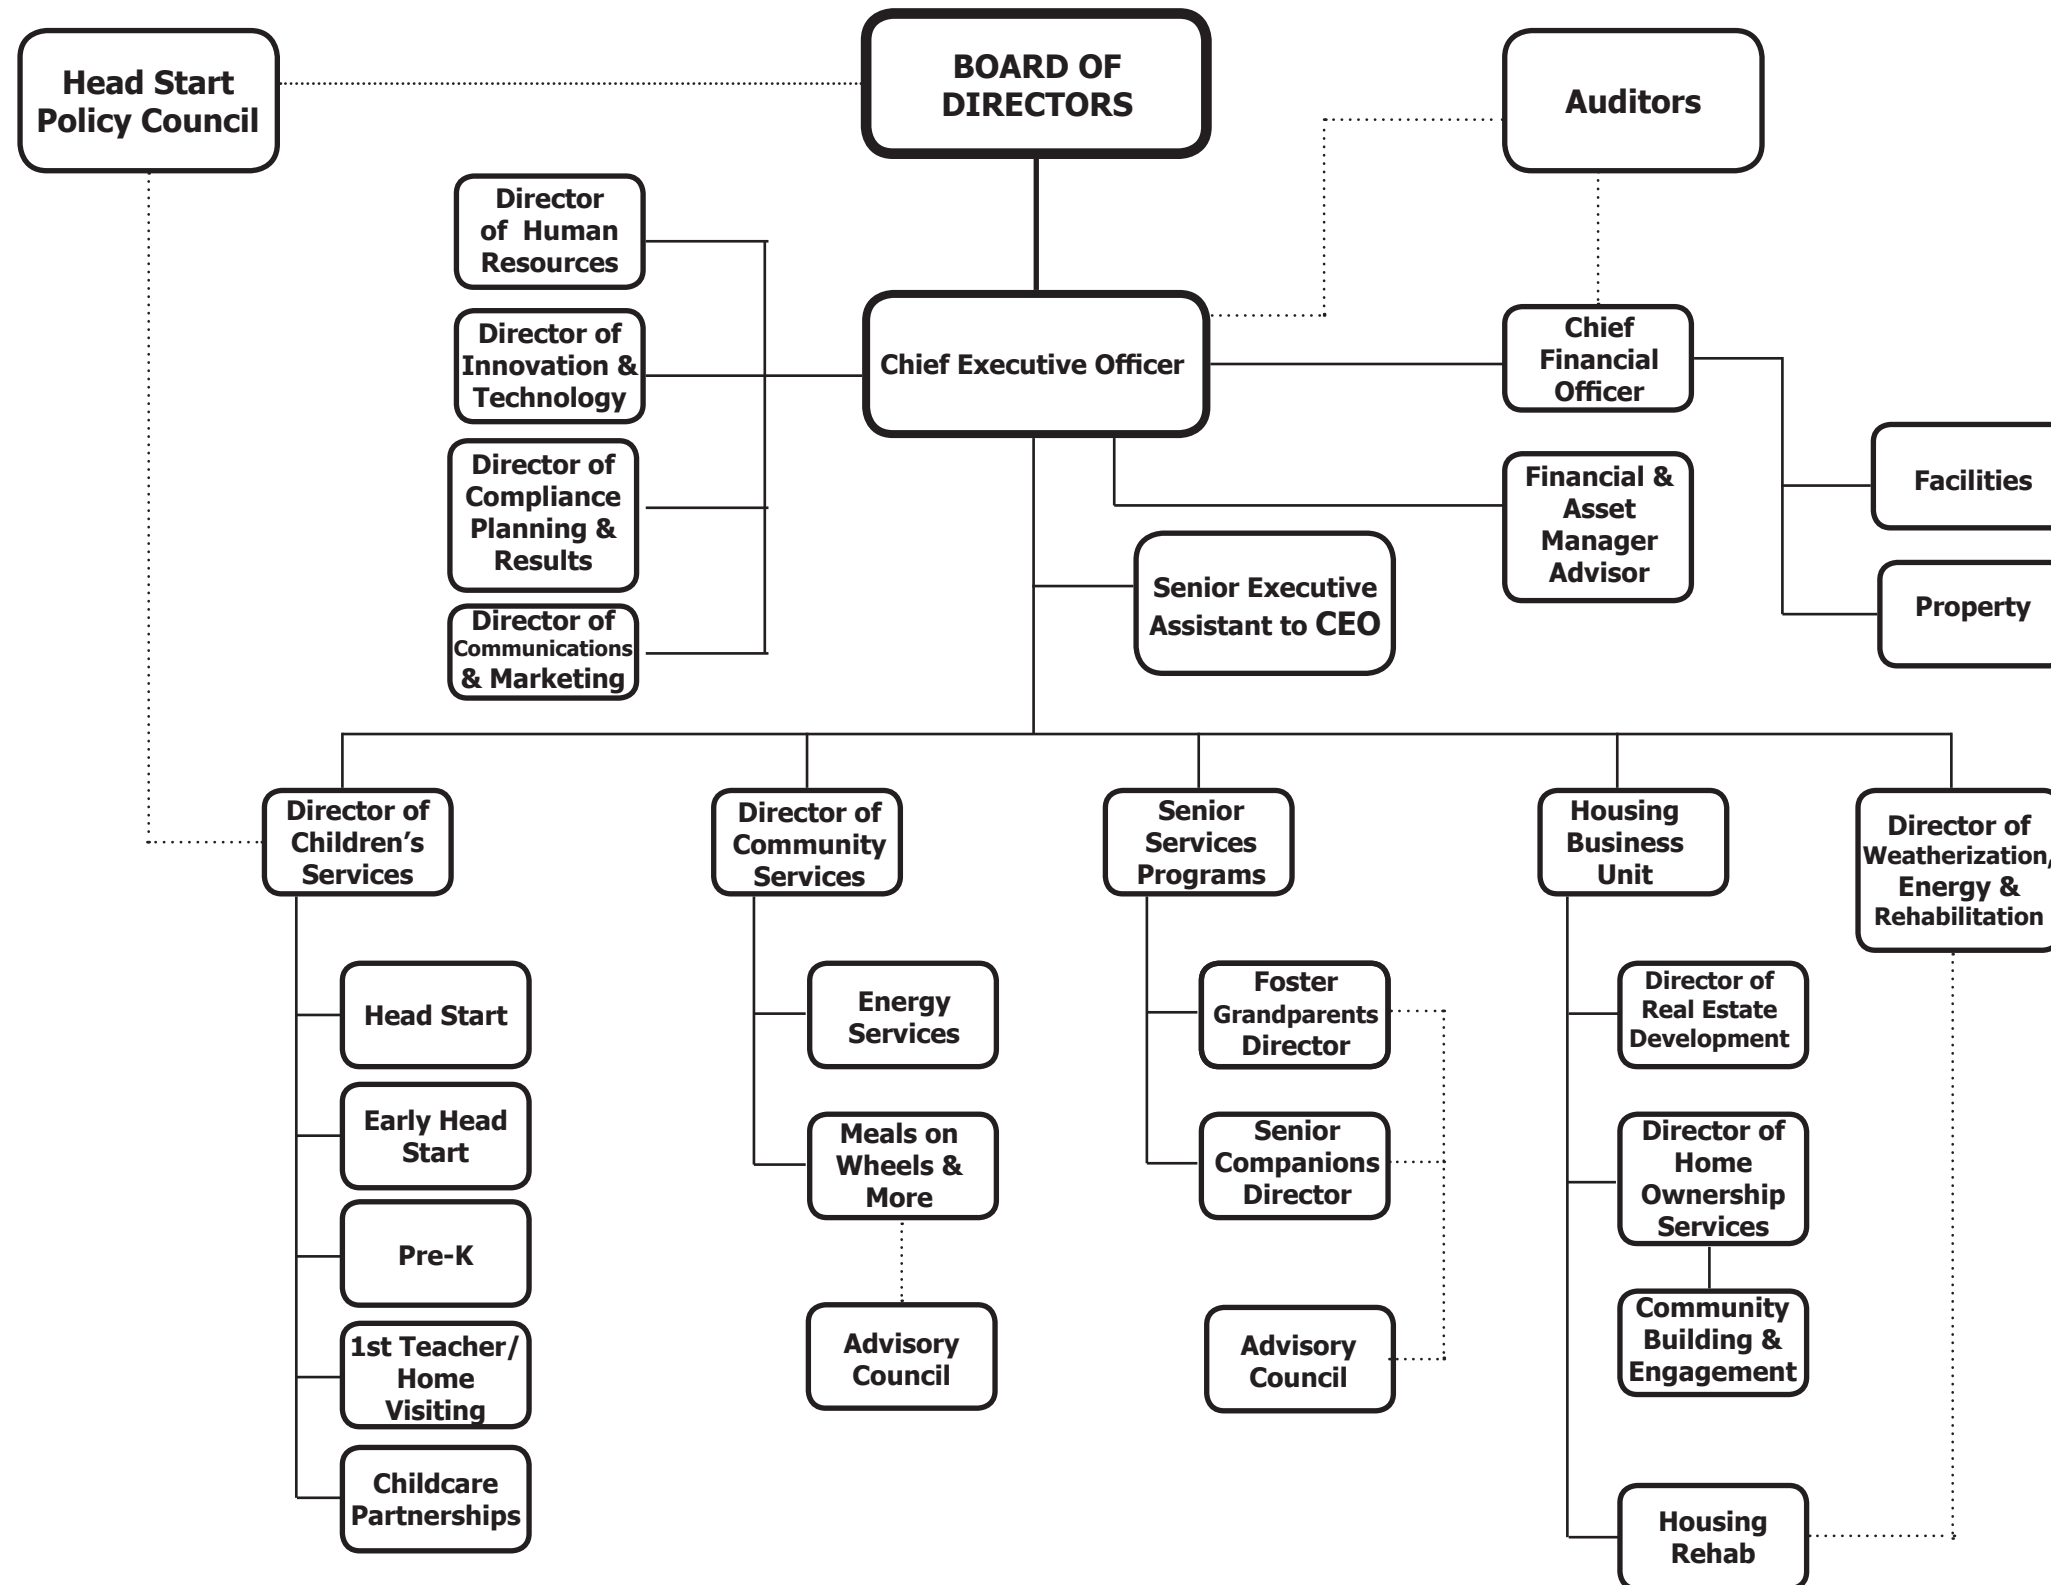 Head Start
Policy Council
BOARD OF
DIRECTORS
Auditors
Director
of Human
Resources
Director of
Innovation &
Technology
Director of
Compliance
Planning &
Results
Director of
Communications
& Marketing
Chief Executive Officer
Chief
Financial
Officer
Financial &
Asset
Manager
Advisor
Facilities
Property
Senior Executive
Assistant to CEO
Director of
Children’s
Services
Director of
Community
Services
Senior
Services
Programs
Housing
Business
Unit
Director of
Weatherization,
Energy &
Rehabilitation
Head Start
Early Head
Start
Pre-K
1st Teacher/
Home
Visiting
Childcare
Partnerships
Energy
Services
Meals on
Wheels &
More
Advisory
Council
Foster
Grandparents
Director
Senior
Companions
Director
Advisory
Council
Director of
Real Estate
Development
Director of
Home
Ownership
Services
Community
Building &
Engagement
Housing
Rehab